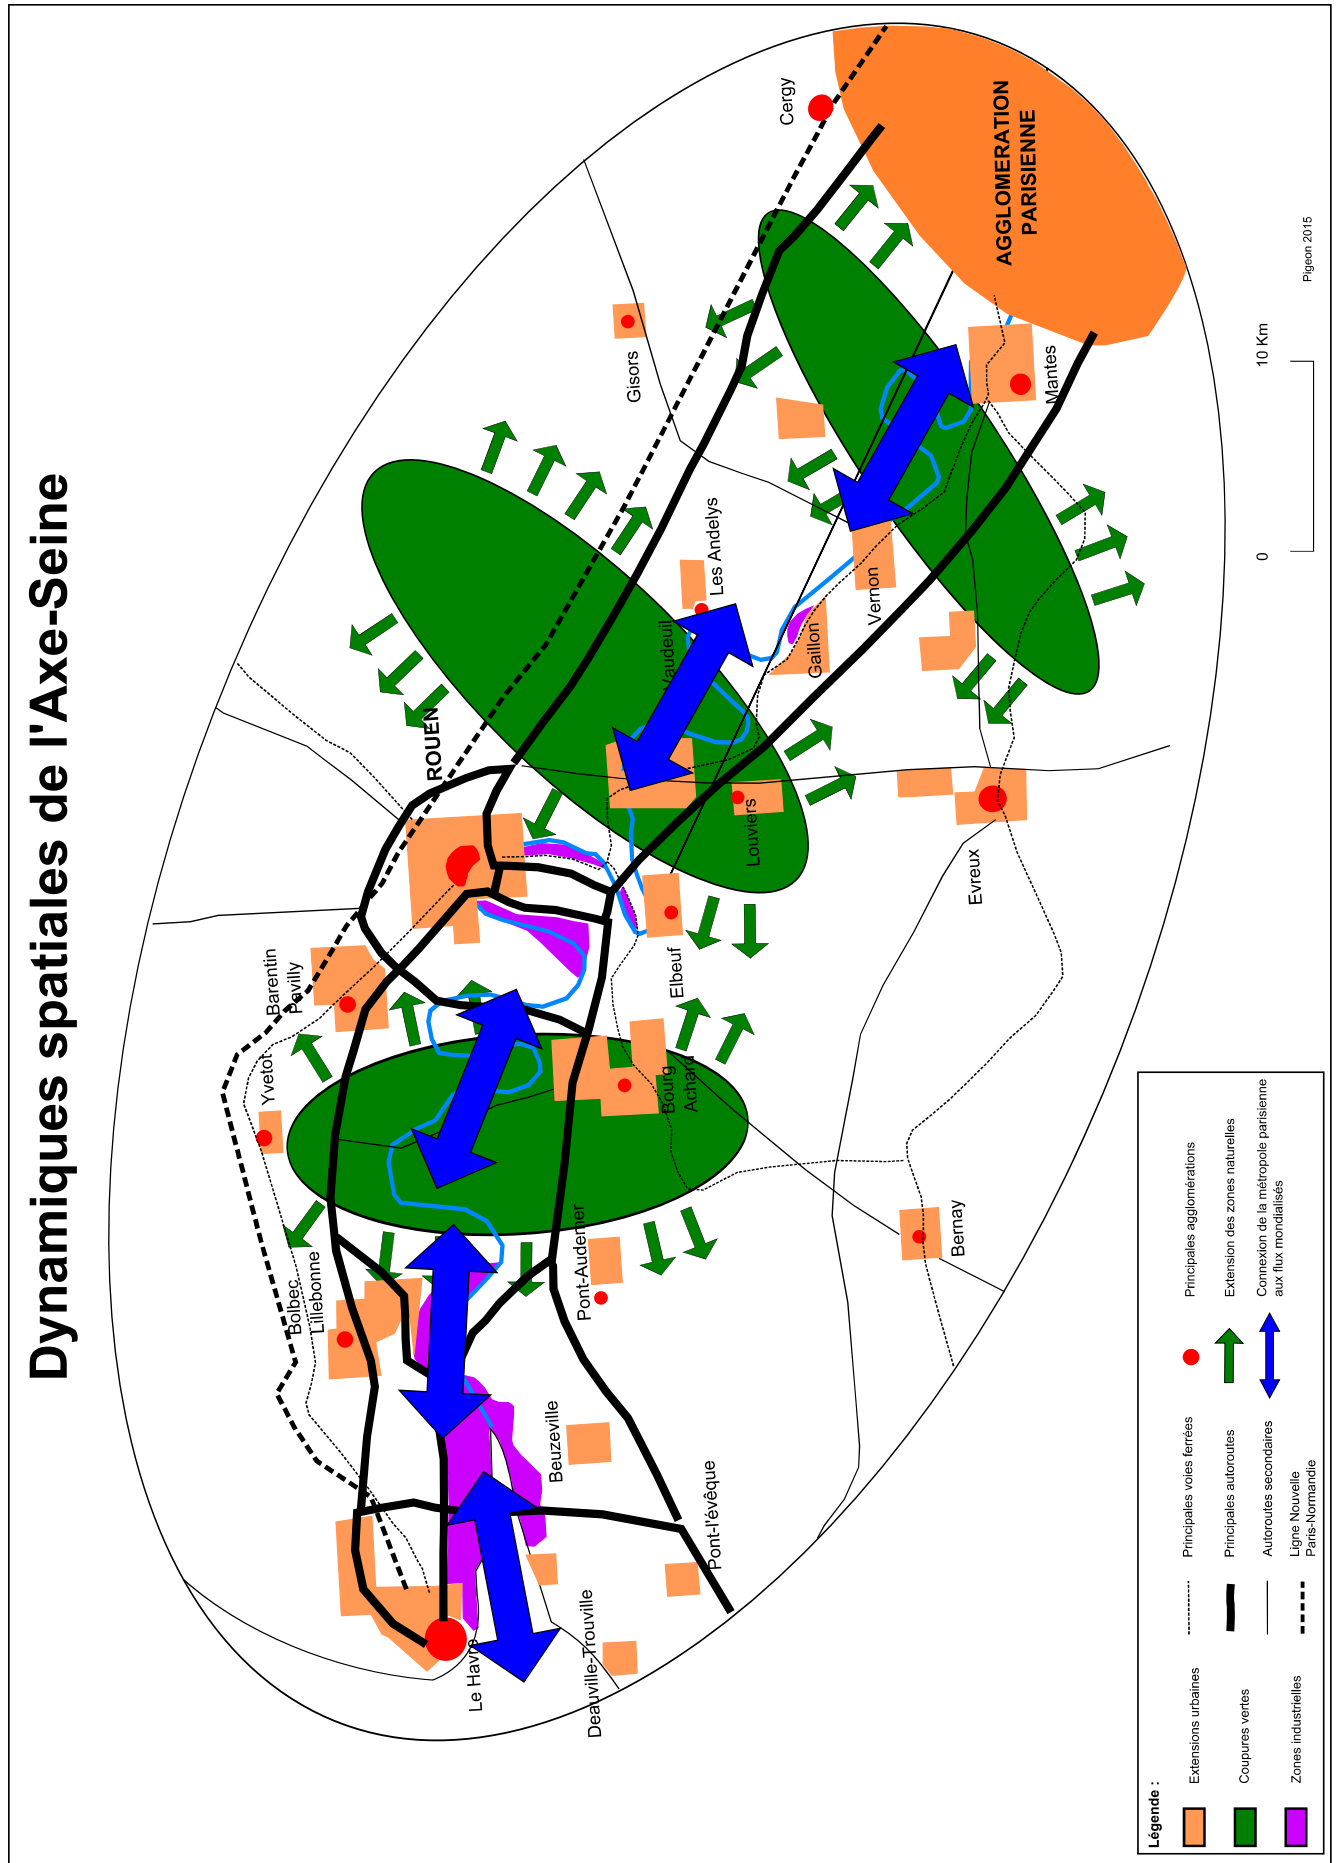 Dynamiques spatiales de l'Axe-Seine
Cergy
AGGLOMERATION
PARISIENNE
Gisors
Mantes
Les Andelys
Vaudeuil
Vernon
Gaillon
ROUEN
Louviers
Evreux
Barentin
Pavilly
Elbeuf
Yvetot
Bourg
Achard
Bolbec
Lillebonne
Pont-Audemer
Bernay
Beuzeville
Pont-l'évêque
Le Havre
Deauville-Trouville
0
10 Km
Pigeon 2015
Légende :
Extensions urbaines
Coupures vertes
Zones industrielles
Principales voies ferrées
Principales autoroutes
Autoroutes secondaires
Ligne Nouvelle
Paris-Normandie
Principales agglomérations
Extension des zones naturelles
Connexion de la métropole parisienne
aux flux mondialisés